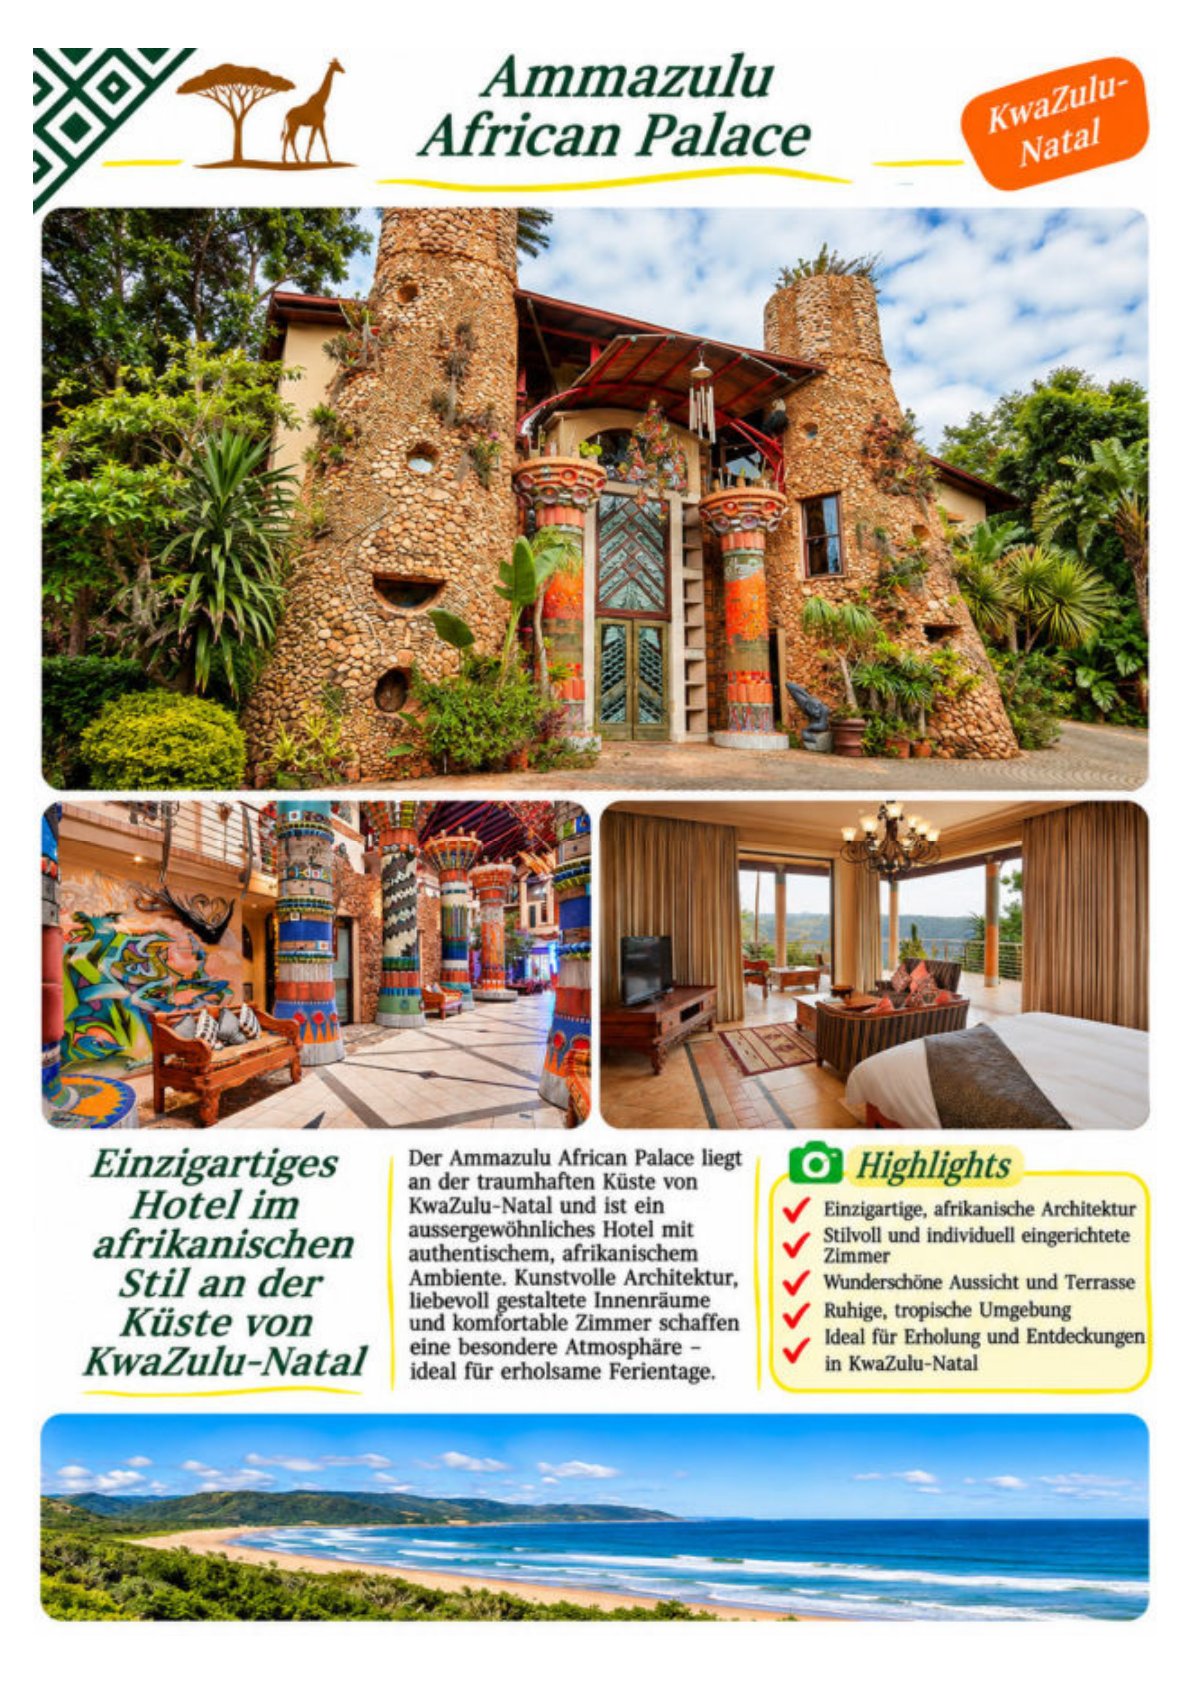 Ammazulu
African Palace
KwaZulu-
Natal
Einzigartiges
Hotel im
afrikanischen
Stil an der
Küste von
KwaZulu-Natal
Der Ammazulu African Palace liegt
an der traumhaften Küste von
KwaZulu-Natal und ist ein
aussergewöhnliches Hotel mit
authentischem, afrikanischem
Ambiente. Kunstvolle Architektur,
liebevoll gestaltete Innenräume
und komfortable Zimmer schaffen
eine besondere Atmosphäre –
ideal für erholsame Ferientage.
Highlights
Einzigartige, afrikanische Architektur
Stilvoll und individuell eingerichtete
Zimmer
Wunderschöne Aussicht und Terrasse
Ruhige, tropische Umgebung
Ideal für Erholung und Entdeckungen
in KwaZulu-Natal